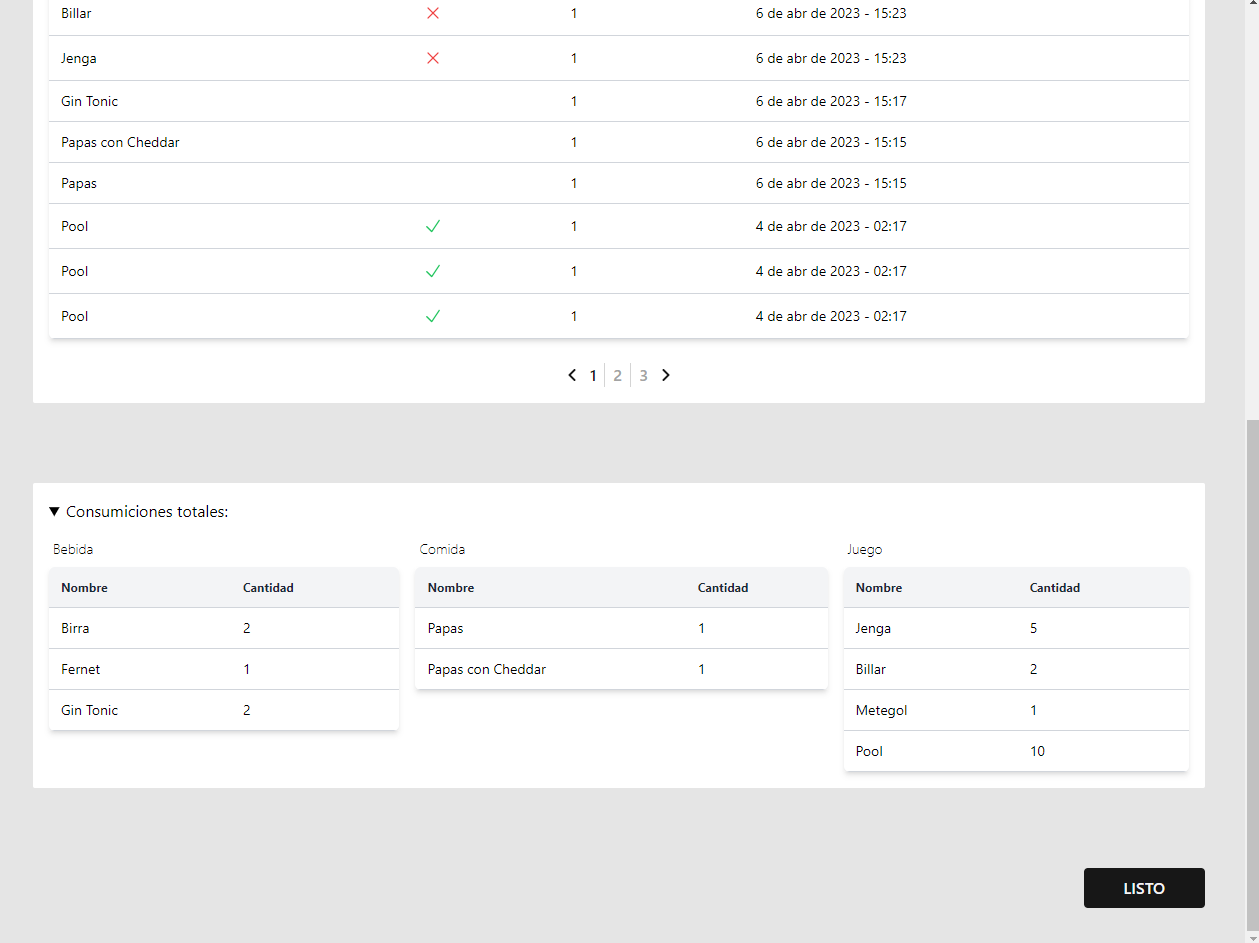 Billar 1 6 de abr de 2023 - 15:23
Jenga 1 6 de abr de 2023 - 15:23
Gin Tonic 1 6 de abr de 2023 - 15:17
Papas con Cheddar 1 6 de abr de 2023 - 15:15
Papas 1 6 de abr de 2023 - 15:15
Pool 1 4 de abr de 2023 - 02:17
Pool 1 4 de abr de 2023 - 02:17
Pool 1 4 de abr de 2023 - 02:17
1 2 3
Consumiciones totales:
Bebida
Nombre Cantidad
Birra 2
Fernet 1
Gin Tonic 2
Comida
Nombre Cantidad
Papas 1
Papas con Cheddar 1
Juego
Nombre Cantidad
Jenga 5
Billar 2
Metegol 1
Pool 10
LISTO